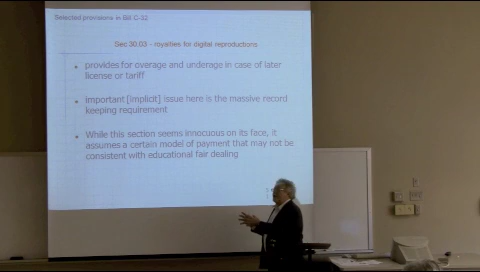 Selected provisions in Bill C-32
Sec 30.03 - royalties for digital reproductions
• provides for overage and underage in case of later
license or tariff
• important [implicit] issue here is the massive record
keeping requirement
• While this section seems innocuous on its face, it
assumes a certain model of payment that may not be
consistent with educational fair dealing